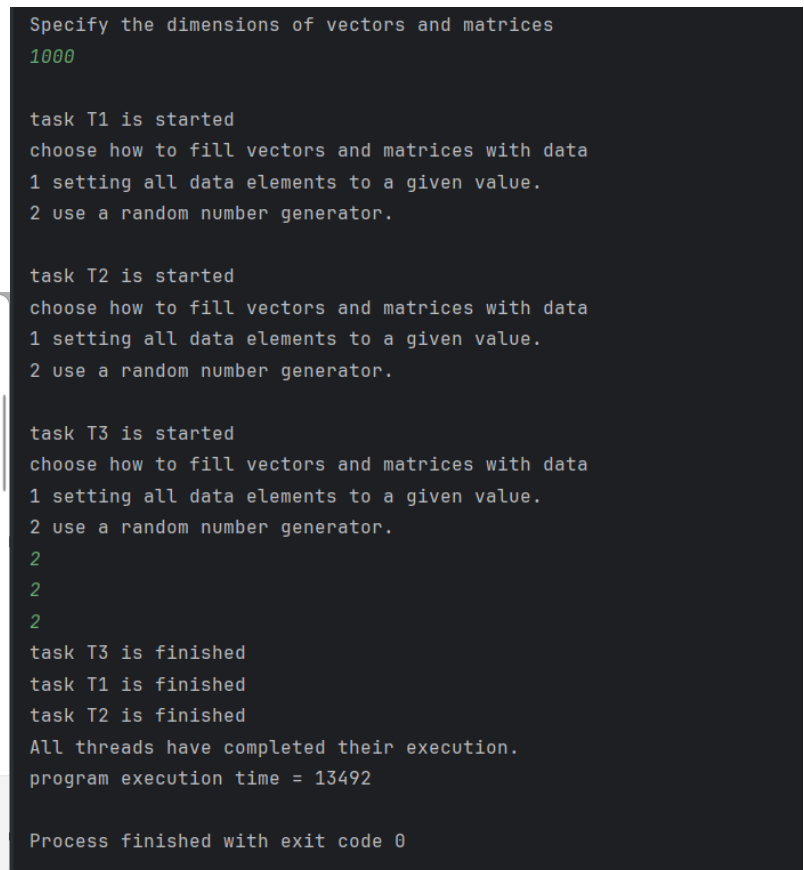 Specify the dimensions of vectors and matrices
1000
task T1 is started
choose how to fill vectors and matrices with data
1 setting all data elements to a given value.
2 use a random number generator.
task T2 is started
choose how to fill vectors and matrices with data
1 setting all data elements to a given value.
2 use a random number generator.
task T3 is started
choose how to fill vectors and matrices with data
1 setting all data elements to a given value.
2 use a random number generator.
2
2
2
task T3 is finished
task T1 is finished
task T2 is finished
All threads have completed their execution.
program execution time = 13492
Process finished with exit code 0